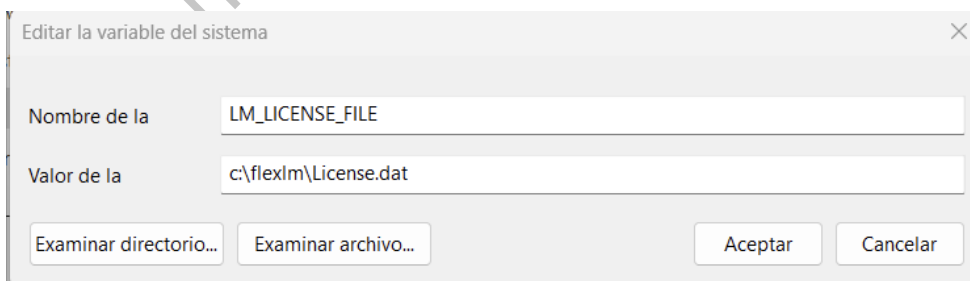 Editar la variable del sistema
Nombre de la LM_LICENSE_FILE
Valor de la c:\flexlm\License.dat
Examinar directorio... Examinar archivo... Aceptar Cancelar